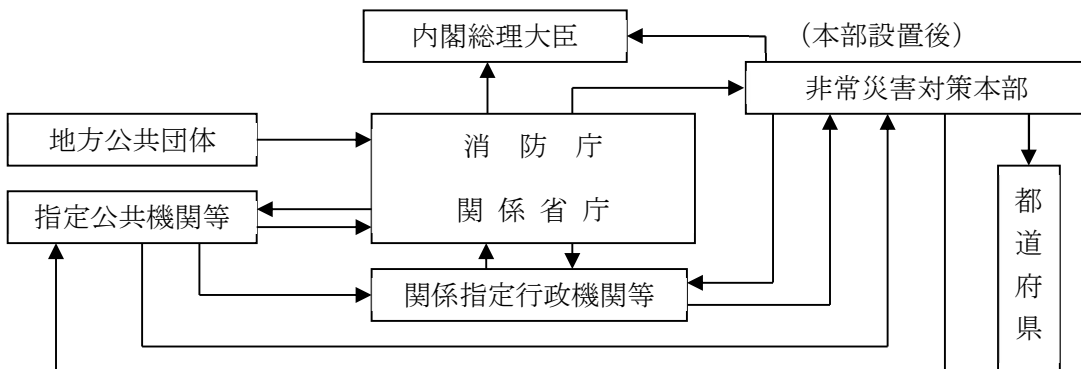 内閣総理大臣
(本部設置後)
非常災害対策本部
地方公共団体
消 防 庁
関 係 省 庁
指定公共機関等
関係指定行政機関等
都
道
府
県